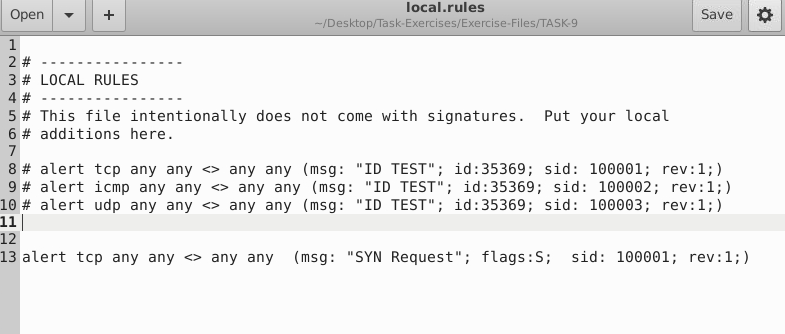 Open
+
local.rules
~/Desktop/Task-Exercises/Exercise-Files/TASK-9
Save
1
2 # ----------------
3 # LOCAL RULES
4 # ----------------
5 # This file intentionally does not come with signatures.  Put your local
6 # additions here.
7
8 # alert tcp any any <> any any (msg: "ID TEST"; id:35369; sid: 100001; rev:1;)
9 # alert icmp any any <> any any (msg: "ID TEST"; id:35369; sid: 100002; rev:1;)
10 # alert udp any any <> any any (msg: "ID TEST"; id:35369; sid: 100003; rev:1;)
11
12
13 alert tcp any any <> any any  (msg: "SYN Request"; flags:S;  sid: 100001; rev:1;)